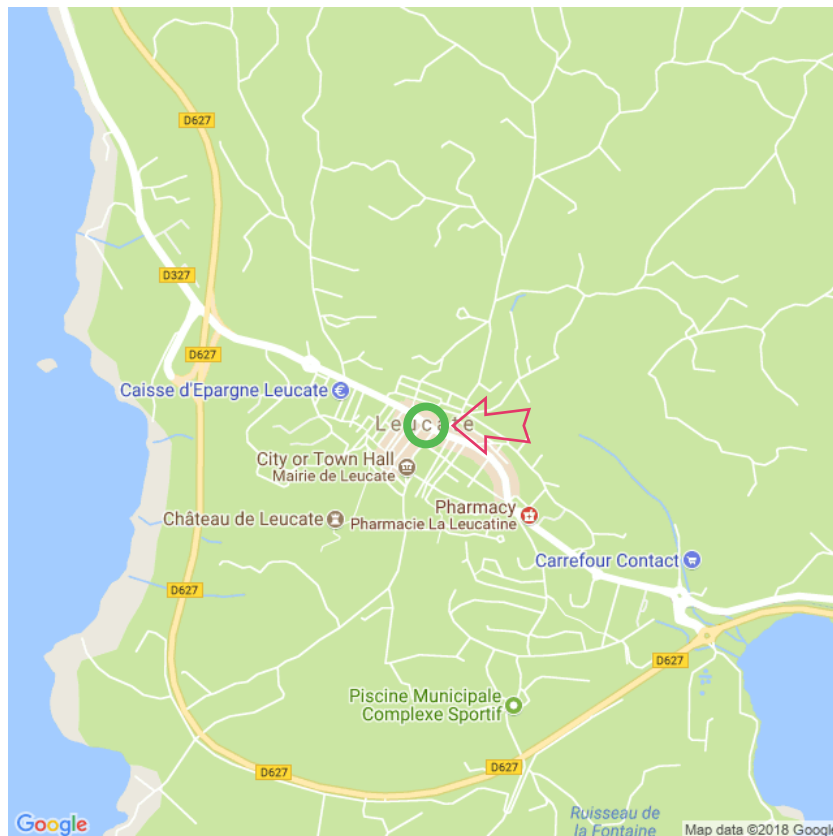 D627
D327
D627
Caisse d'Epargne Leucate
Leucate
City or Town Hall
Mairie de Leucate
Pharmacy
Pharmacie La Leucatine
Château de Leucate
Carrefour Contact
D627
D627
Piscine Municipale
Complexe Sportif
D627
D627
Ruisseau de
la Fontaine
Google
Map data ©2018 Google